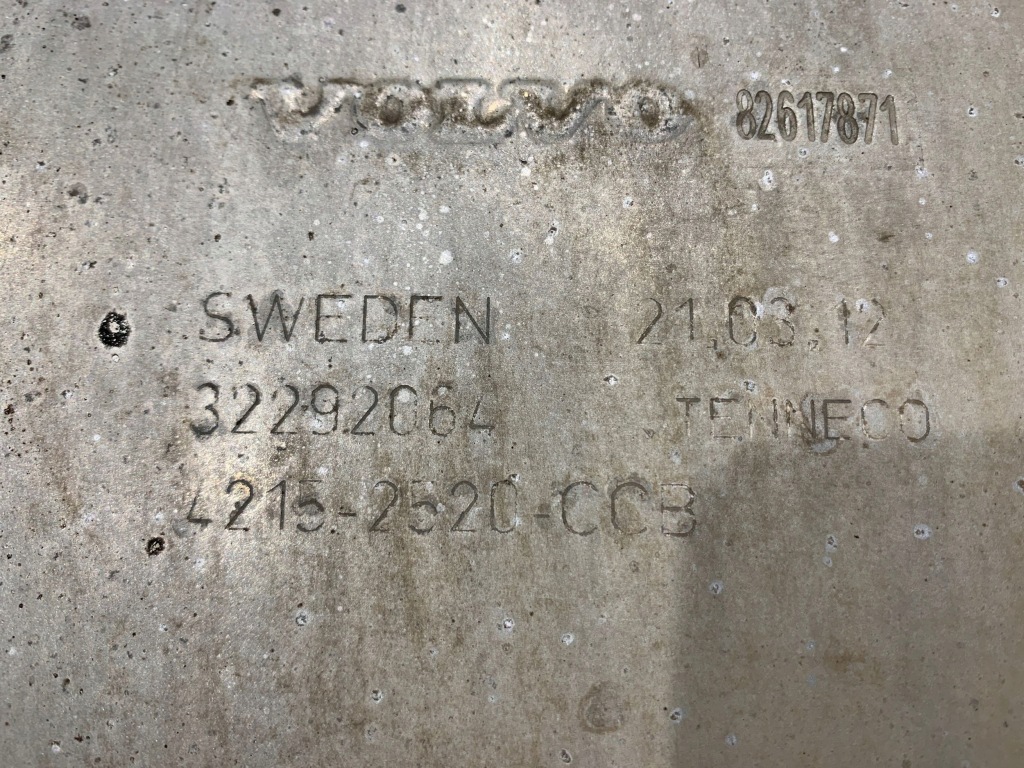 VOLVO 82617871
SWEDEN 21.03.12
32292064 TENNECO
4215-2520-CCB